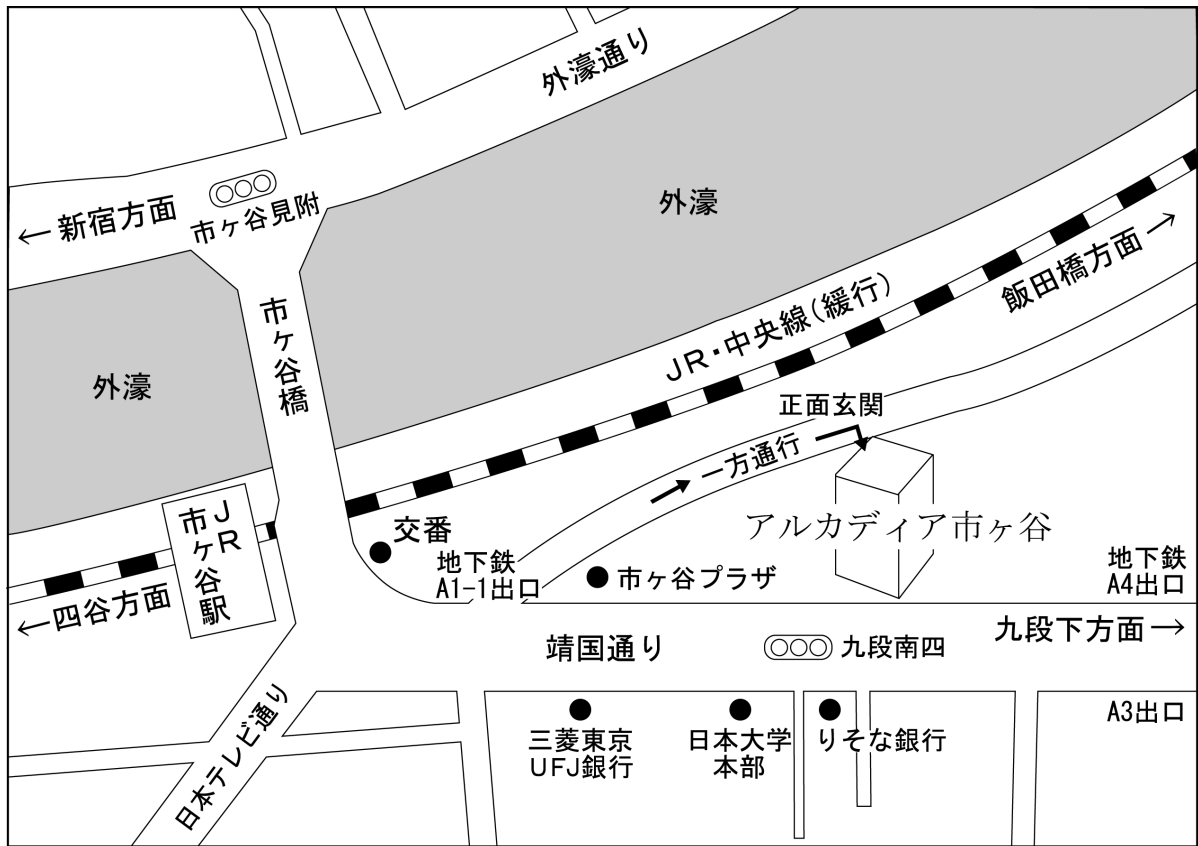 外濠通り
←新宿方面
市ヶ谷見附
外濠
市ヶ谷橋
外濠
JR・中央線(緩行)
飯田橋方面→
正面玄関
→一方通行
アルカディア市ヶ谷
JR
市ヶ谷駅
交番
地下鉄
A1-1出口
市ヶ谷プラザ
地下鉄
A4出口
←四谷方面
靖国通り
九段南四
九段下方面→
日本テレビ通り
三菱東京
UFJ銀行
日本大学
本部
りそな銀行
A3出口